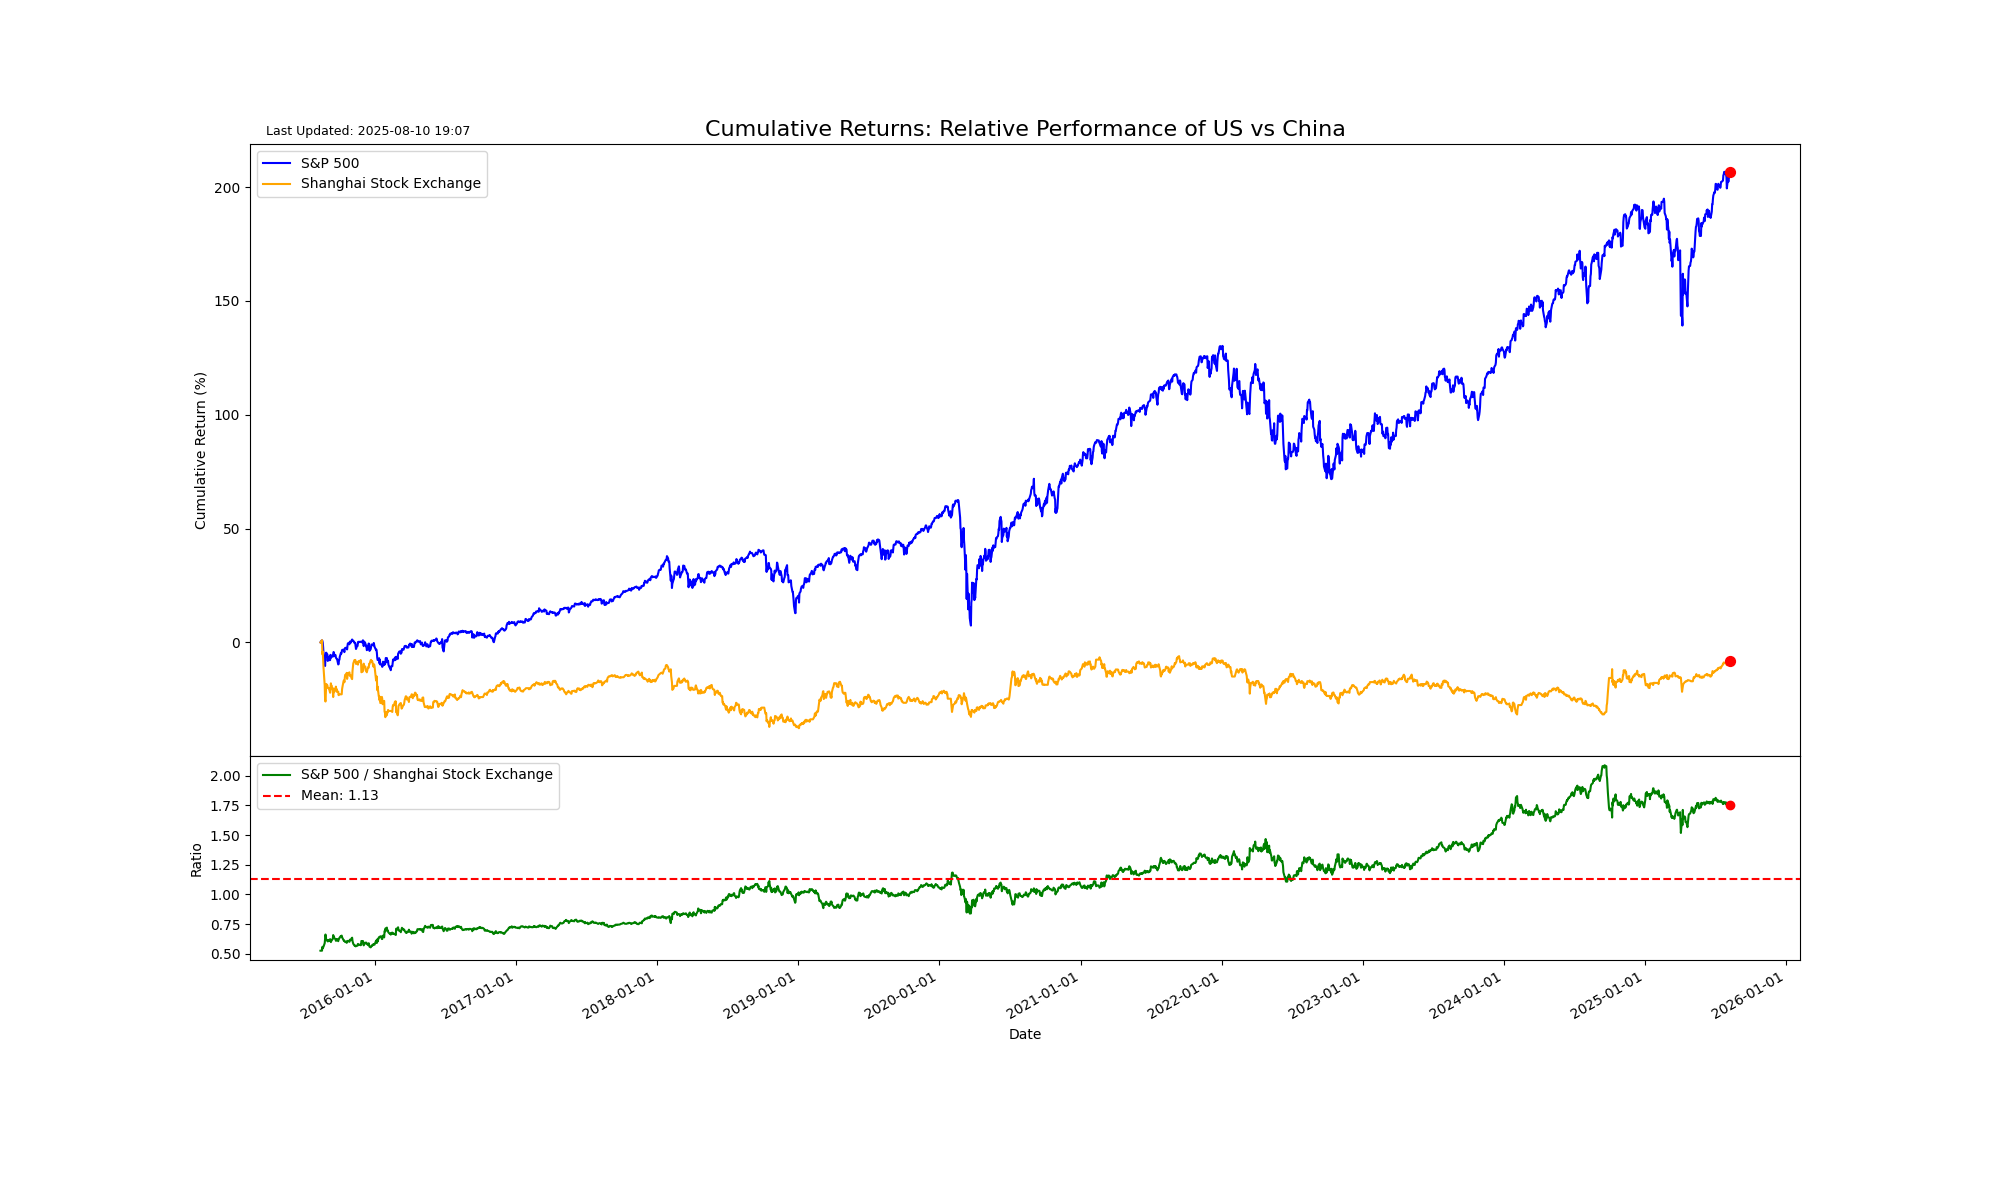 Last Updated: 2025-08-10 19:07
Cumulative Returns: Relative Performance of US vs China
S&P 500
Shanghai Stock Exchange
Cumulative Return (%)
200
150
100
50
0
S&P 500 / Shanghai Stock Exchange
Mean: 1.13
Ratio
2.00
1.75
1.50
1.25
1.00
0.75
0.50
2016-01-01
2017-01-01
2018-01-01
2019-01-01
2020-01-01
2021-01-01
2022-01-01
2023-01-01
2024-01-01
2025-01-01
2026-01-01
Date